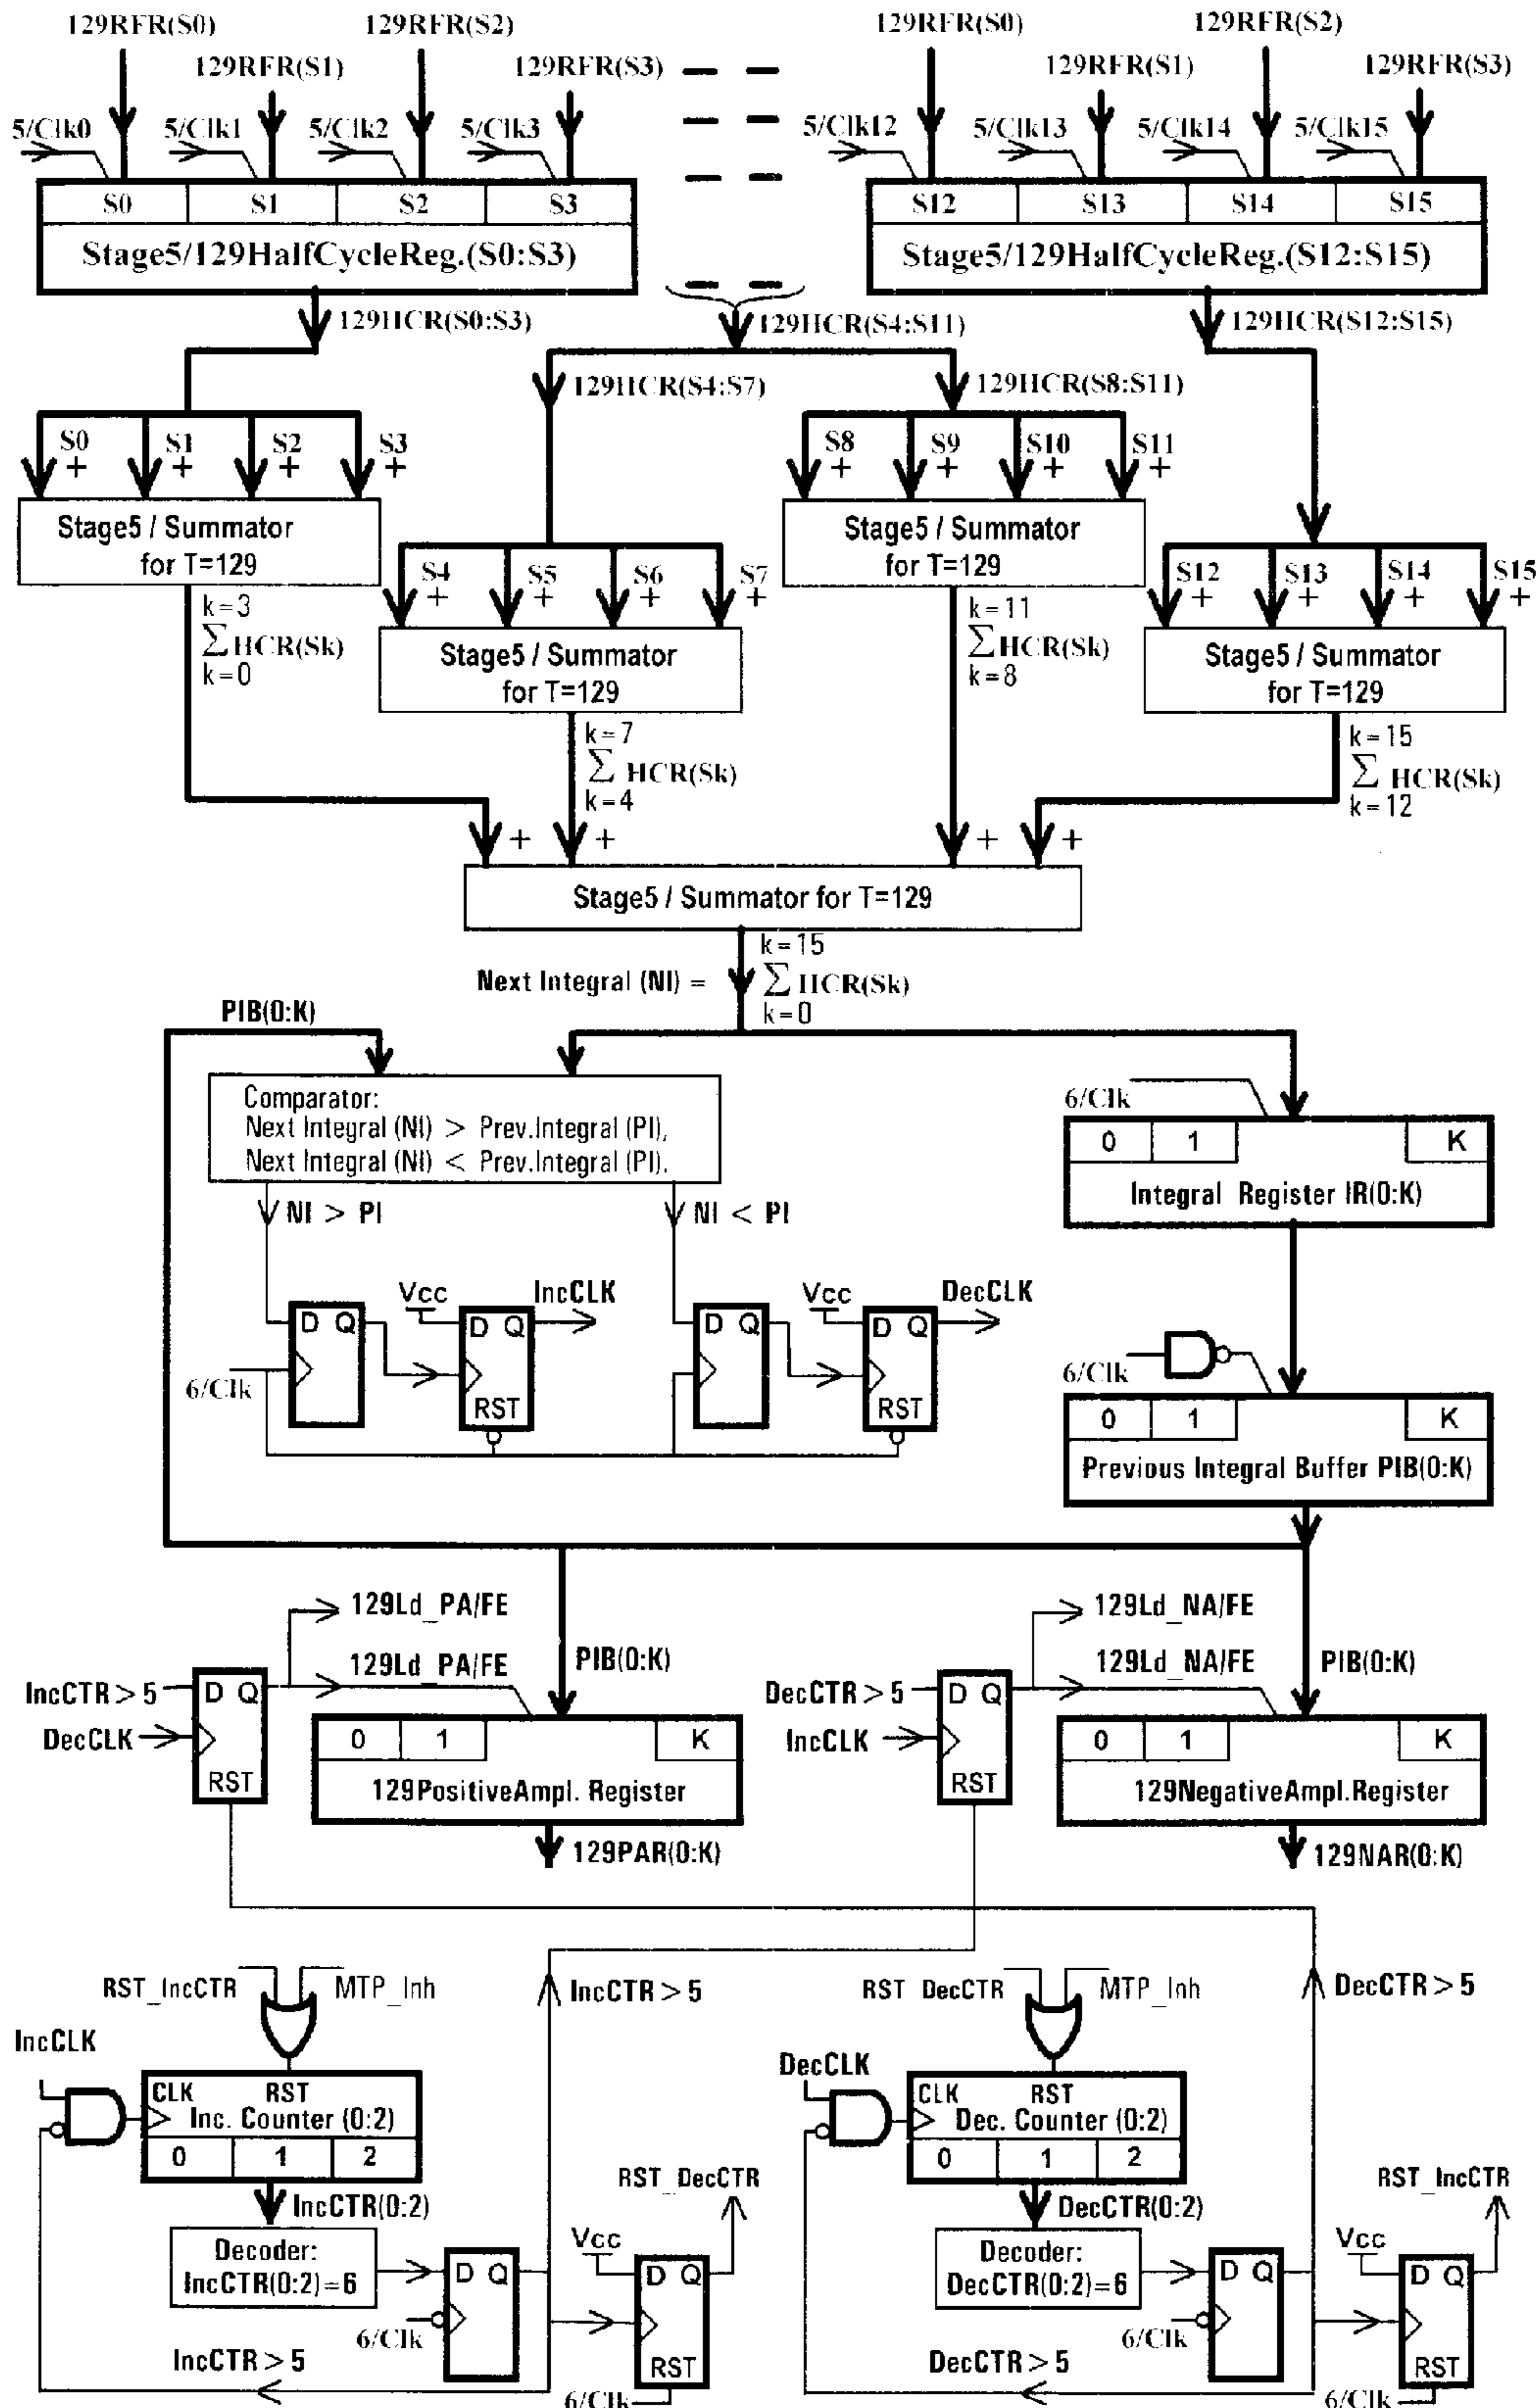 129RFR(S0)
129RFR(S2)
129RFR(S0)
129RFR(S2)
129RFR(S1)
129RFR(S3)
129RFR(S1)
129RFR(S3)
5/Clk0
5/Clk1
5/Clk2
5/Clk3
5/Clk12
5/Clk13
5/Clk14
5/Clk15
S0
S1
S2
S3
S12
S13
S14
S15
Stage5/129HalfCycleReg.(S0:S3)
Stage5/129HalfCycleReg.(S12:S15)
129HCR(S0:S3)
129HCR(S4:S11)
129HCR(S12:S15)
129HCR(S4:S7)
129HCR(S8:S11)
S0 +
S1 +
S2 +
S3 +
S8 +
S9 +
S10 +
S11 +
Stage5 / Summator
for T=129
Stage5 / Summator
for T=129
S4 +
S5 +
S6 +
S7 +
S12 +
S13 +
S14 +
S15 +
k=3
∑HCR(Sk)
k=0
Stage5 / Summator
for T=129
k=11
∑HCR(Sk)
k=8
Stage5 / Summator
for T=129
k=7
∑ HCR(Sk)
k=4
k=15
∑ HCR(Sk)
k=12
+
+
+
+
Stage5 / Summator for T=129
k=15
Next Integral (NI) = ∑ HCR(Sk)
k=0
PIB(0:K)
Comparator:
Next Integral (NI) > Prev.Integral (PI),
Next Integral (NI) < Prev.Integral (PI).
6/Clk
0 1 K
Integral Register IR(0:K)
NI > PI
NI < PI
Vcc
IncCLK
Vcc
DecCLK
D Q
D Q
D Q
D Q
6/Clk
RST
RST
6/Clk
0 1 K
Previous Integral Buffer PIB(0:K)
129Ld_PA/FE
129Ld_NA/FE
129Ld_PA/FE
PIB(0:K)
129Ld_NA/FE
PIB(0:K)
IncCTR > 5
D Q
DecCTR > 5
D Q
DecCLK
IncCLK
0 1 K
0 1 K
RST
129PositiveAmpl. Register
RST
129NegativeAmpl.Register
129PAR(0:K)
129NAR(0:K)
RST_IncCTR
MTP_Inh
IncCTR > 5
RST DecCTR
MTP_Inh
DecCTR > 5
IncCLK
DecCLK
CLK RST
Inc. Counter (0:2)
0 1 2
CLK RST
Dec. Counter (0:2)
0 1 2
IncCTR(0:2)
RST_DecCTR
DecCTR(0:2)
RST_IncCTR
Decoder:
IncCTR(0:2)=6
D Q
Vcc
D Q
Decoder:
DecCTR(0:2)=6
D Q
Vcc
D Q
6/Clk
6/Clk
IncCTR > 5
RST
DecCTR > 5
RST
6/Clk
6/Clk